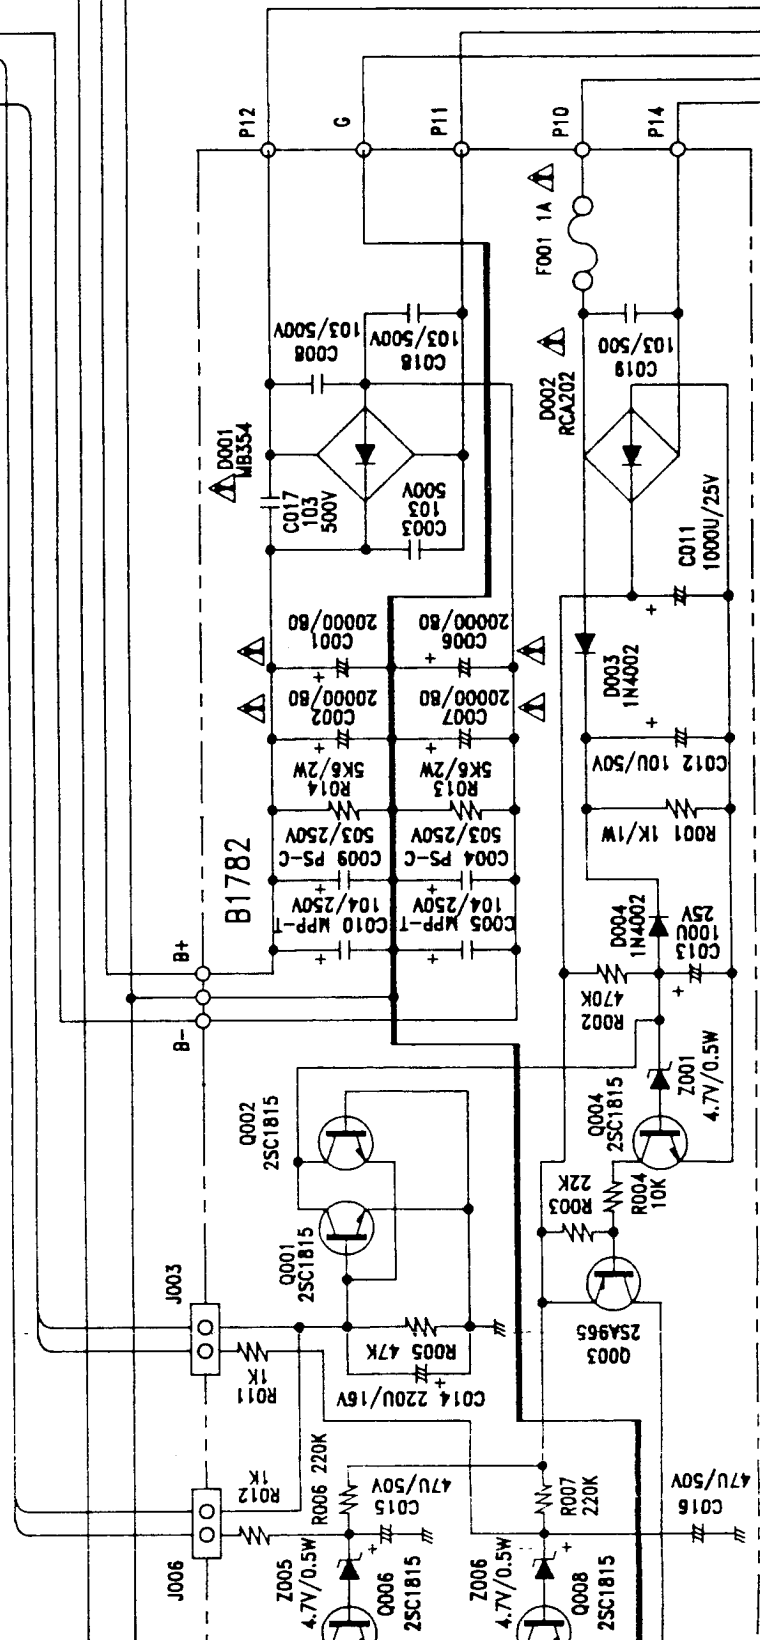 P12
G
P11
P10
P14
F001 1A
C008
103/500V
C018
103/500V
C019
103/500
D001
MB354
D002
RCA202
C017
103
500V
C003
103
500V
C011
1000U/25V
C001
20000/80
C006
20000/80
D003
1N4002
C002
20000/80
C007
20000/80
C012 10U/50V
R014
5K6/2W
R013
5K6/2W
R001 1K/1W
B1782
C009 PS-C
503/250V
C004 PS-C
503/250V
C010 MPP-T
104/250V
C005 MPP-T
104/250V
D004
1N4002
C013
100U
25V
B+
B-
R002
470K
Z001
4.7V/0.5W
Q002
2SC1815
Q004
2SC1815
R003
22K
R004
10K
Q001
2SC1815
Q003
2SA965
J003
R005 47K
R011
1K
C014 220U/16V
R012
1K
R006 220K
C015
47U/50V
R007
220K
C016
47U/50V
J006
Z005
4.7V/0.5W
Q006
2SC1815
Z006
4.7V/0.5W
Q008
2SC1815